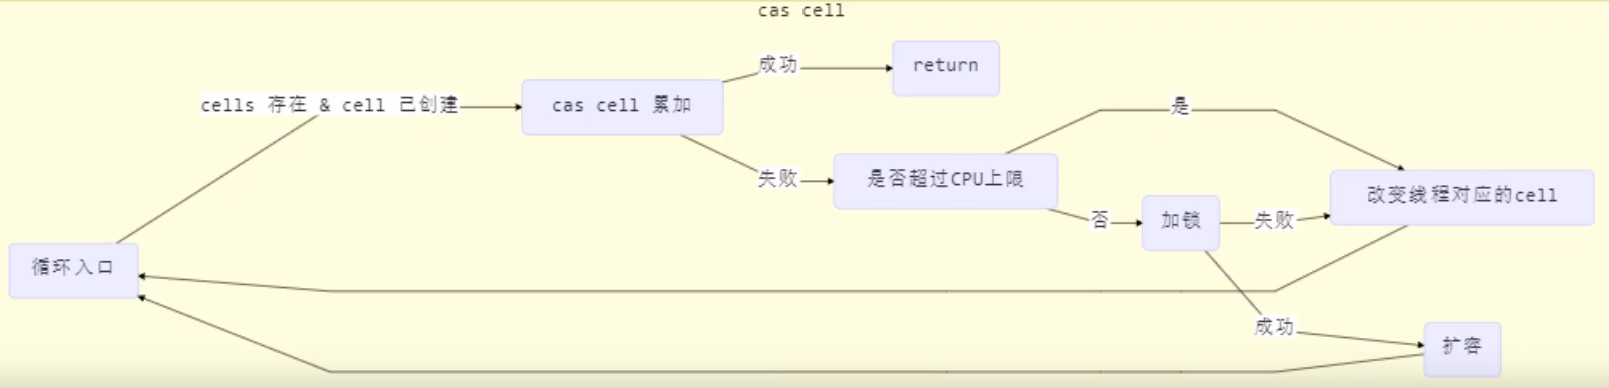 cas cell
成功
return
cells 存在 & cell 已创建
cas cell 累加
是
失败
是否超过CPU上限
改变线程对应的cell
否
加锁
失败
循环入口
成功
扩容